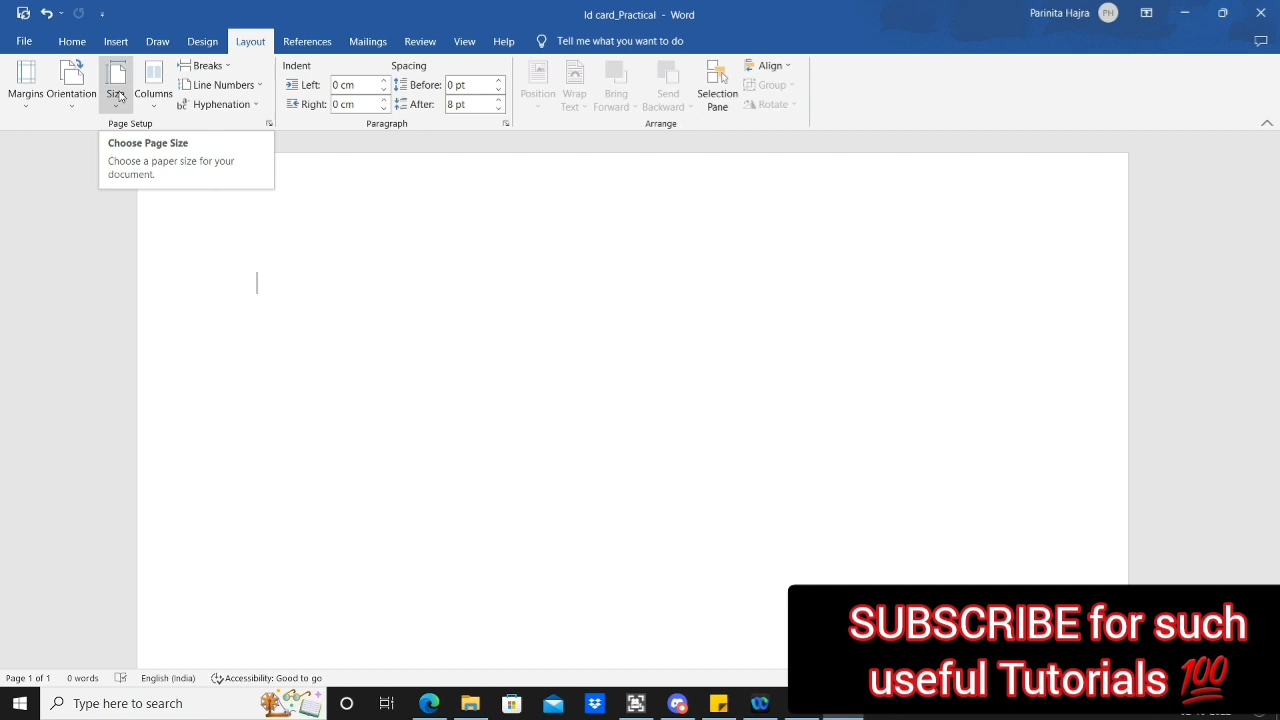 Id card_Practical - Word
Parinita Hajra PH
File Home Insert Draw Design Layout References Mailings Review View Help Tell me what you want to do
Margins Orientation Size Columns
Breaks
Line Numbers
Hyphenation
Page Setup
Indent
Left: 0 cm
Right: 0 cm
Spacing
Before: 0 pt
After: 8 pt
Paragraph
Position
Wrap
Text
Bring
Forward
Send
Backward
Selection
Pane
Align
Group
Rotate
Arrange
Choose Page Size
Choose a paper size for your
document.
SUBSCRIBE for such
useful Tutorials 💯
Page 1 of 1 0 words English (India) Accessibility: Good to go
Type here to search